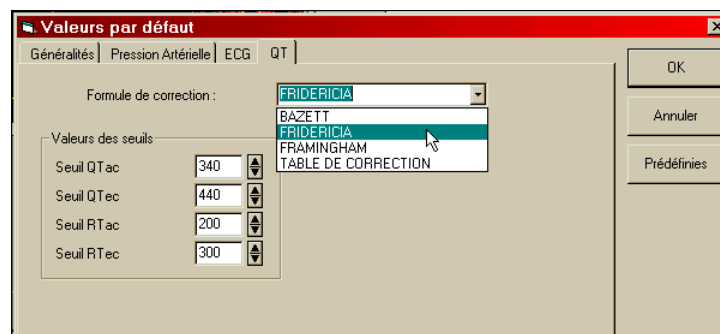 Valeurs par défaut
Généralités Pression Artérielle ECG QT
OK
Formule de correction : FRIDERICIA
BAZETT
FRIDERICIA
FRAMINGHAM
TABLE DE CORRECTION
Annuler
Prédéfinies
Valeurs des seuils
Seuil QTac 340
Seuil QTec 440
Seuil RTac 200
Seuil RTec 300